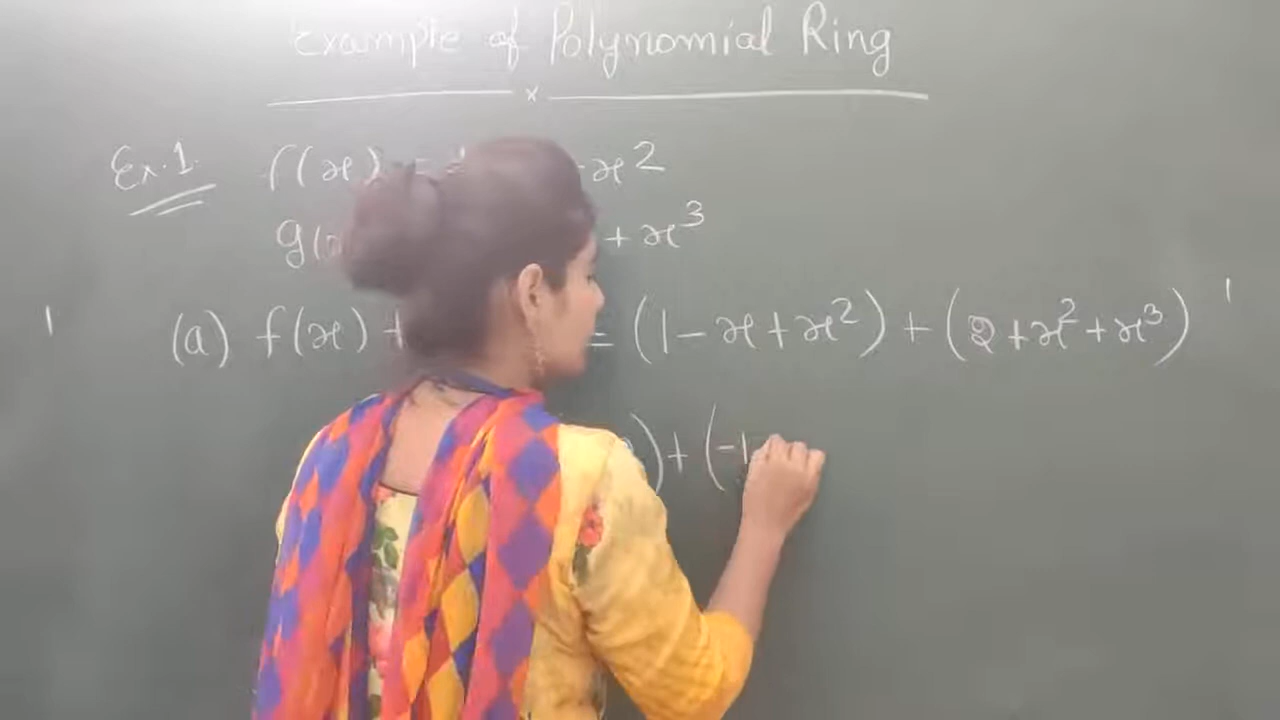 Example of Polynomial Ring
Ex.1. f(x) = x²
g( + x³
(a) f(x) + = (1 - x + x²) + (2 + x² + x³)
) + (-1